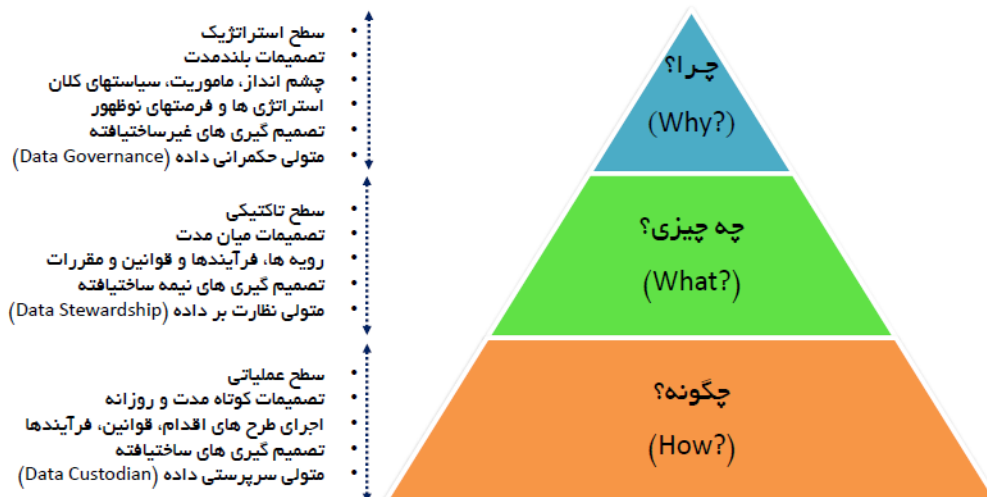 • سطح استراتژیک
• تصمیمات بلندمدت
• چشم انداز، ماموریت، سیاستهای کلان
• استراتژی ها و فرصتهای نوظهور
• تصمیم گیری های غیرساختیافته
• متولی حکمرانی داده (Data Governance)
چرا؟
(Why?)
• سطح تاکتیکی
• تصمیمات میان مدت
• رویه ها، فرآیندها و قوانین و مقررات
• تصمیم گیری های نیمه ساختیافته
• متولی نظارت بر داده (Data Stewardship)
چه چیزی؟
(What?)
• سطح عملیاتی
• تصمیمات کوتاه مدت و روزانه
• اجرای طرح های اقدام، قوانین، فرآیندها
• تصمیم گیری های ساختیافته
• متولی سرپرستی داده (Data Custodian)
چگونه؟
(How?)